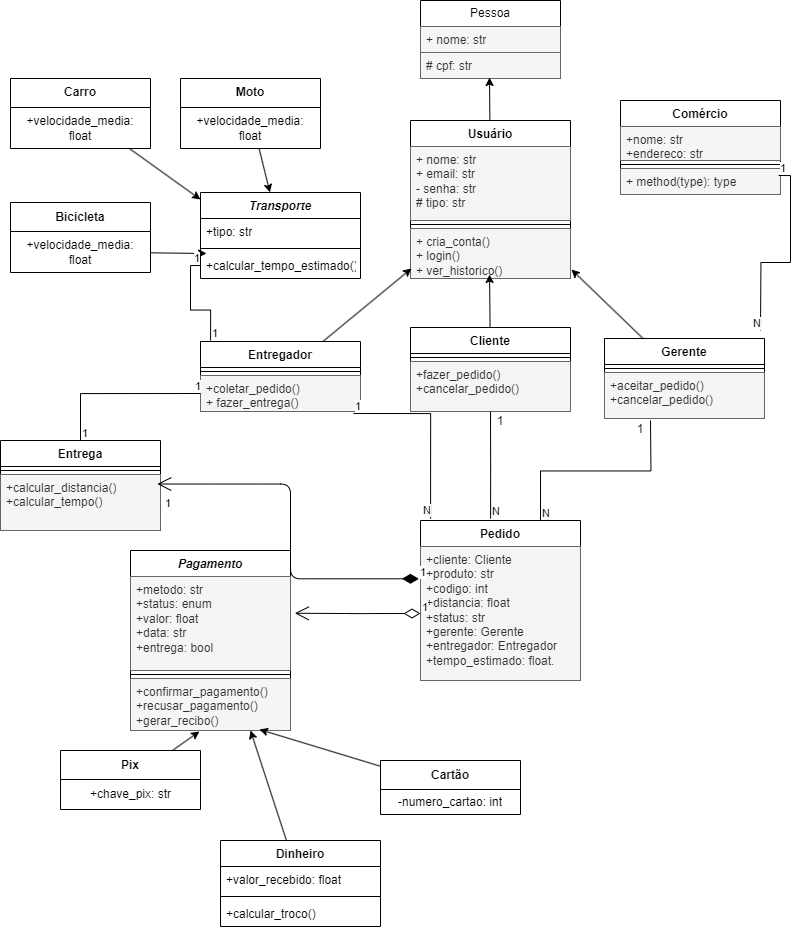 Pessoa
+ nome: str
# cpf: str
Carro
+velocidade_media:
float
Moto
+velocidade_media:
float
Usuário
+ nome: str
+ email: str
- senha: str
# tipo: str
+ cria_conta()
+ login()
+ ver_historico()
Comércio
+nome: str
+endereco: str
+ method(type): type
1
N
Bicicleta
+velocidade_media:
float
Transporte
+tipo: str
+calcular_tempo_estimado()
1
1
Entregador
+coletar_pedido()
+ fazer_entrega()
1
1
Cliente
+fazer_pedido()
+cancelar_pedido()
1
Gerente
+aceitar_pedido()
+cancelar_pedido()
1
1
Entrega
+calcular_distancia()
+calcular_tempo()
1
N
N
N
Pedido
+cliente: Cliente
+produto: str
+codigo: int
+distancia: float
+status: str
+gerente: Gerente
+entregador: Entregador
+tempo_estimado: float.
1
1
Pagamento
+metodo: str
+status: enum
+valor: float
+data: str
+entrega: bool
+confirmar_pagamento()
+recusar_pagamento()
+gerar_recibo()
Pix
+chave_pix: str
Cartão
-numero_cartao: int
Dinheiro
+valor_recebido: float
+calcular_troco()